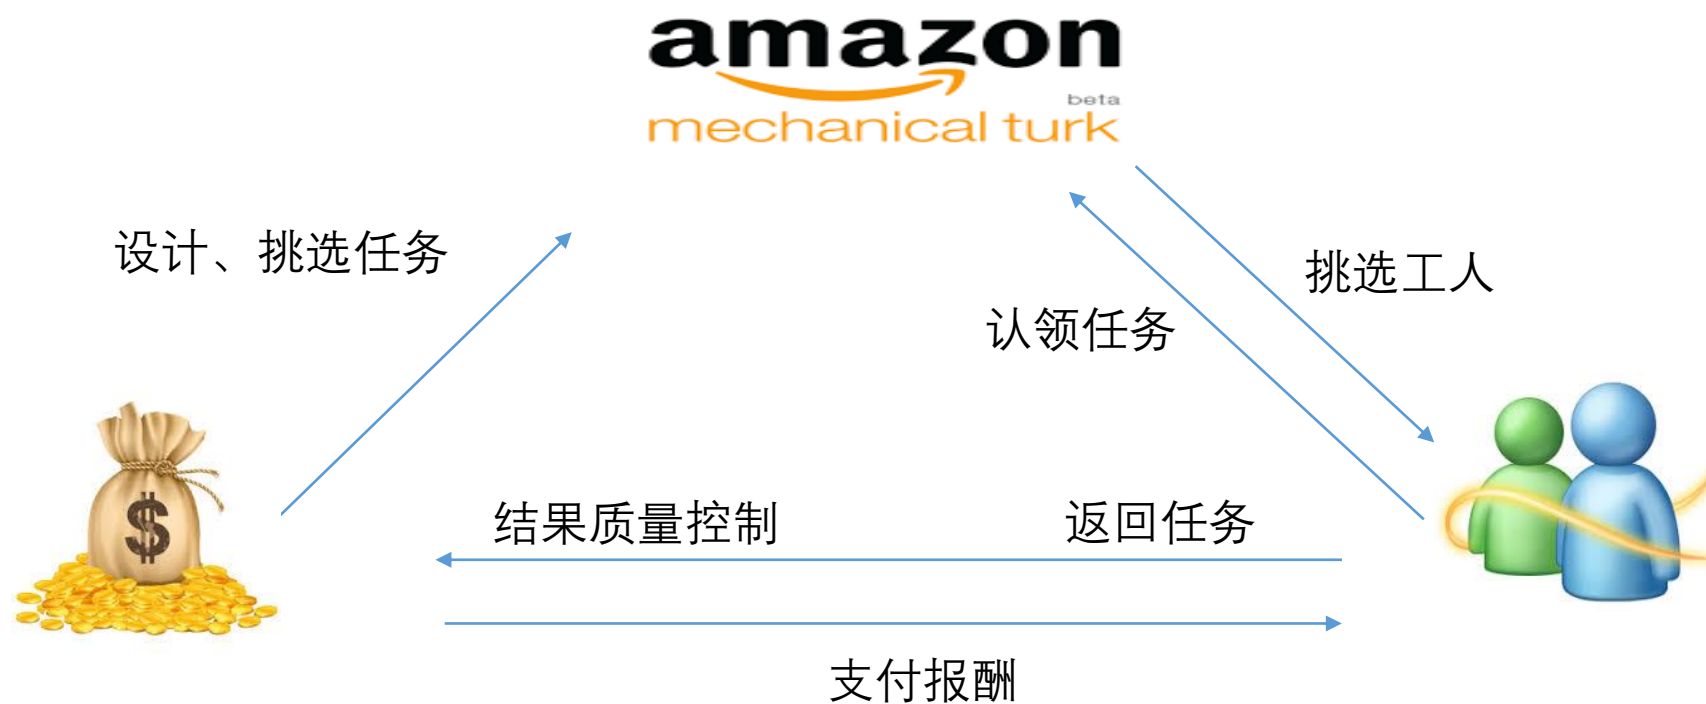 amazon
beta
mechanical turk
设计、挑选任务
挑选工人
认领任务
结果质量控制
返回任务
$
支付报酬